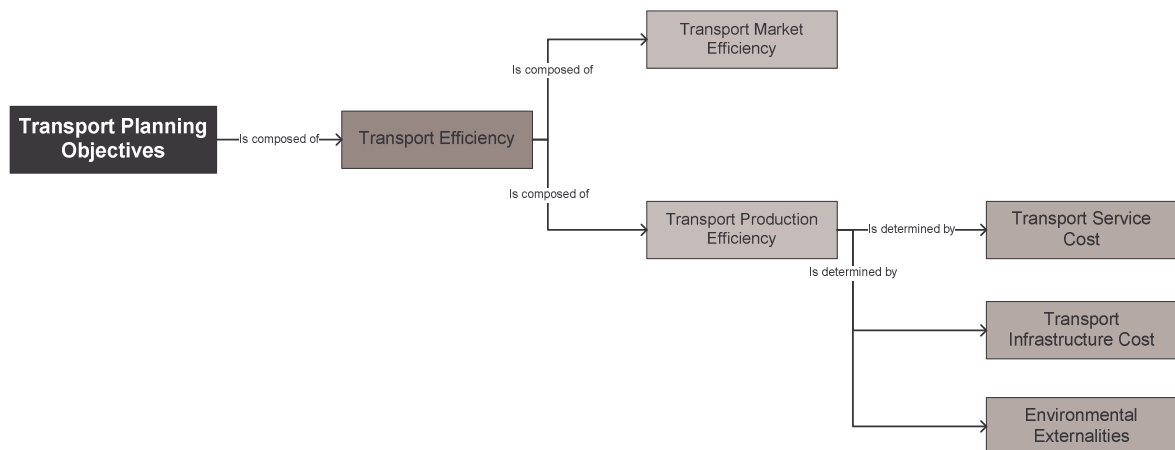 Transport Market
Efficiency
Is composed of
Transport Planning
Objectives
Is composed of
Transport Efficiency
Is composed of
Transport Production
Efficiency
Is determined by
Transport Service
Cost
Is determined by
Transport
Infrastructure Cost
Environmental
Externalities